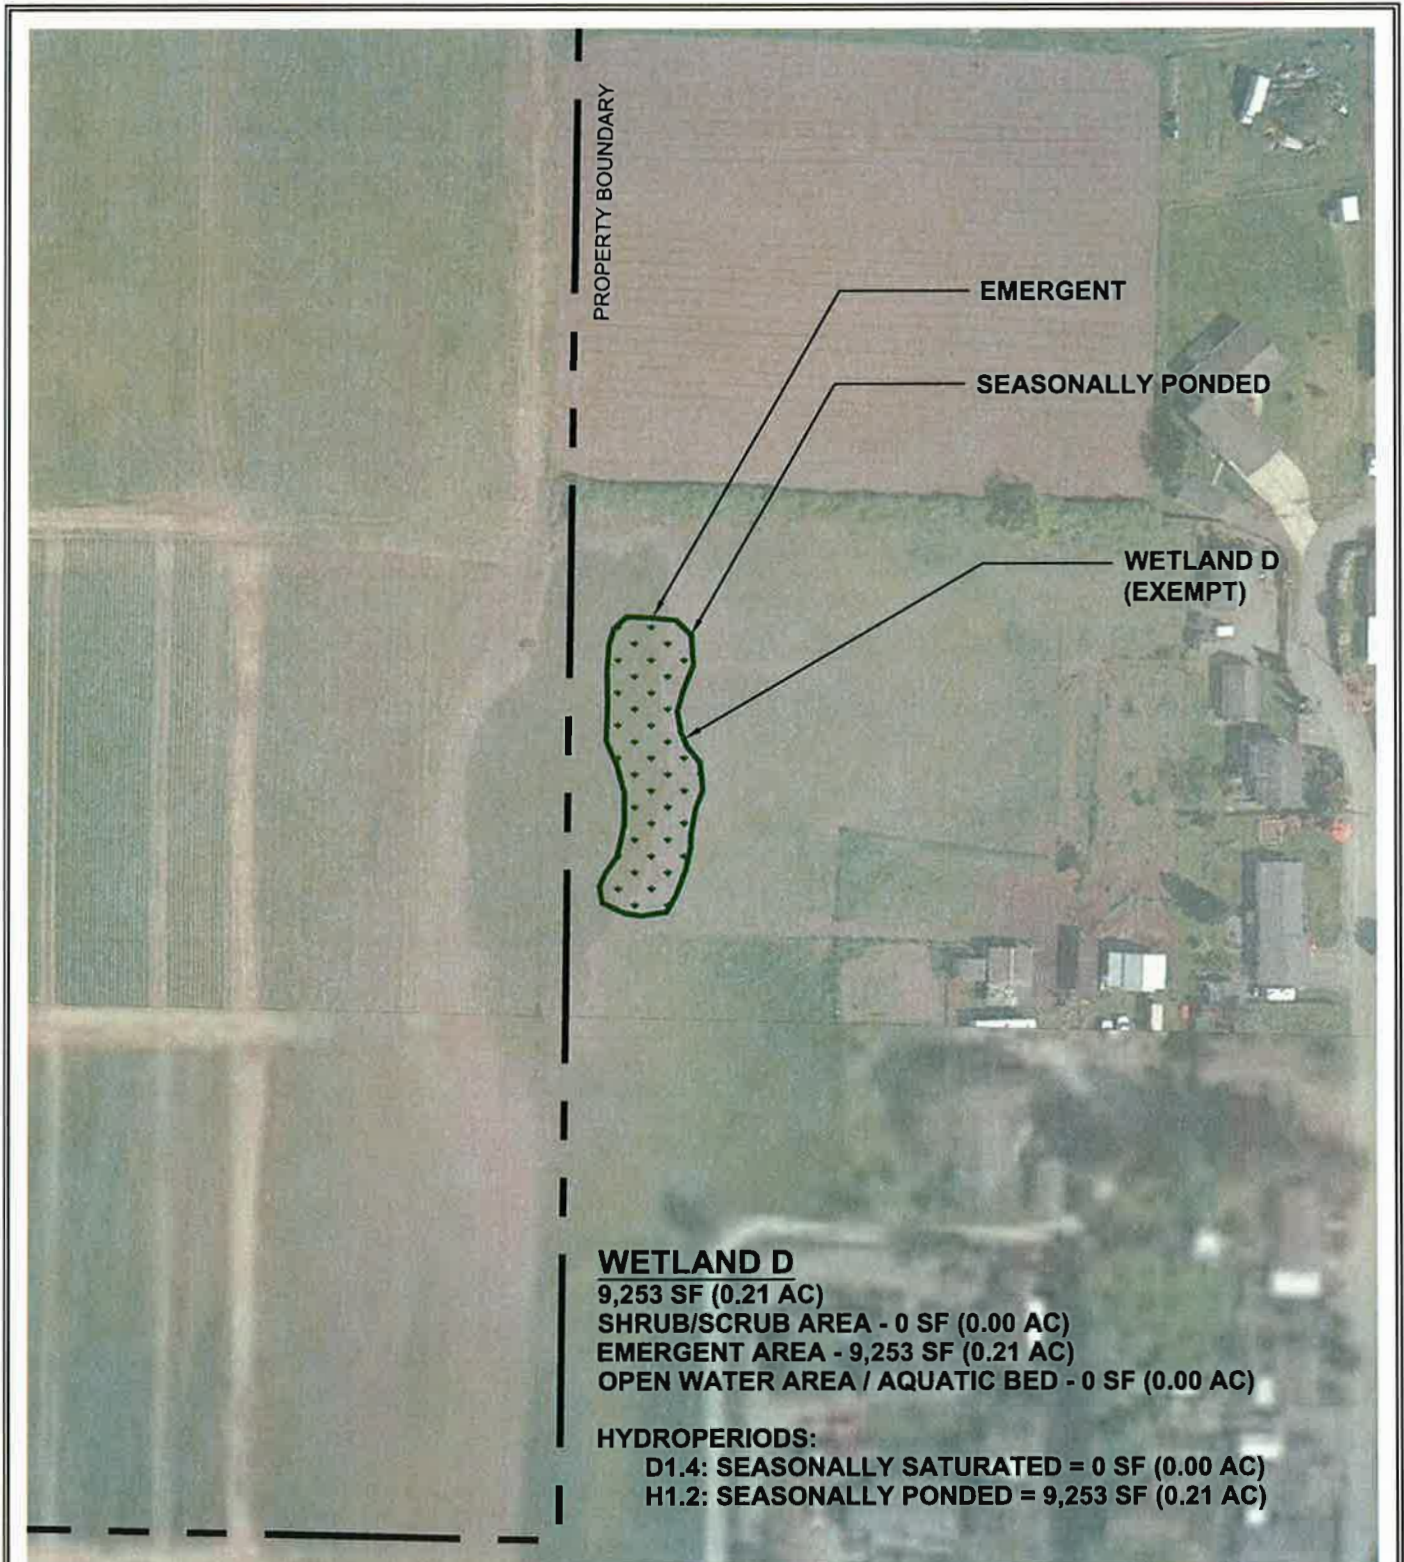 PROPERTY BOUNDARY
EMERGENT
SEASONALLY PONDED
WETLAND D
(EXEMPT)
WETLAND D
9,253 SF (0.21 AC)
SHRUB/SCRUB AREA - 0 SF (0.00 AC)
EMERGENT AREA - 9,253 SF (0.21 AC)
OPEN WATER AREA / AQUATIC BED - 0 SF (0.00 AC)
HYDROPERIODS:
D1.4: SEASONALLY SATURATED = 0 SF (0.00 AC)
H1.2: SEASONALLY PONDED = 9,253 SF (0.21 AC)